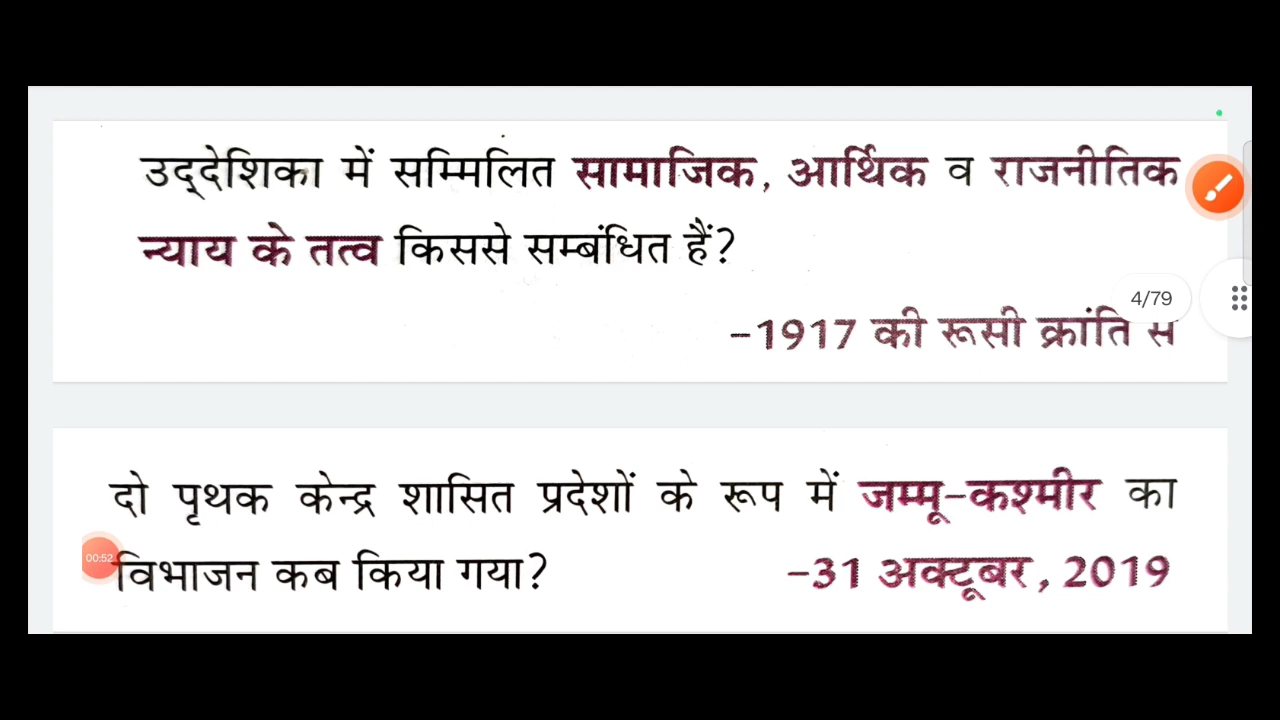 उद्देशिका में सम्मिलित सामाजिक, आर्थिक व राजनीतिक
न्याय के तत्व किससे सम्बंधित हैं?
4/79
–1917 की रूसी क्रांति से
दो पृथक केन्द्र शासित प्रदेशों के रूप में जम्मू–कश्मीर का
00:52
विभाजन कब किया गया?
–31 अक्टूबर, 2019